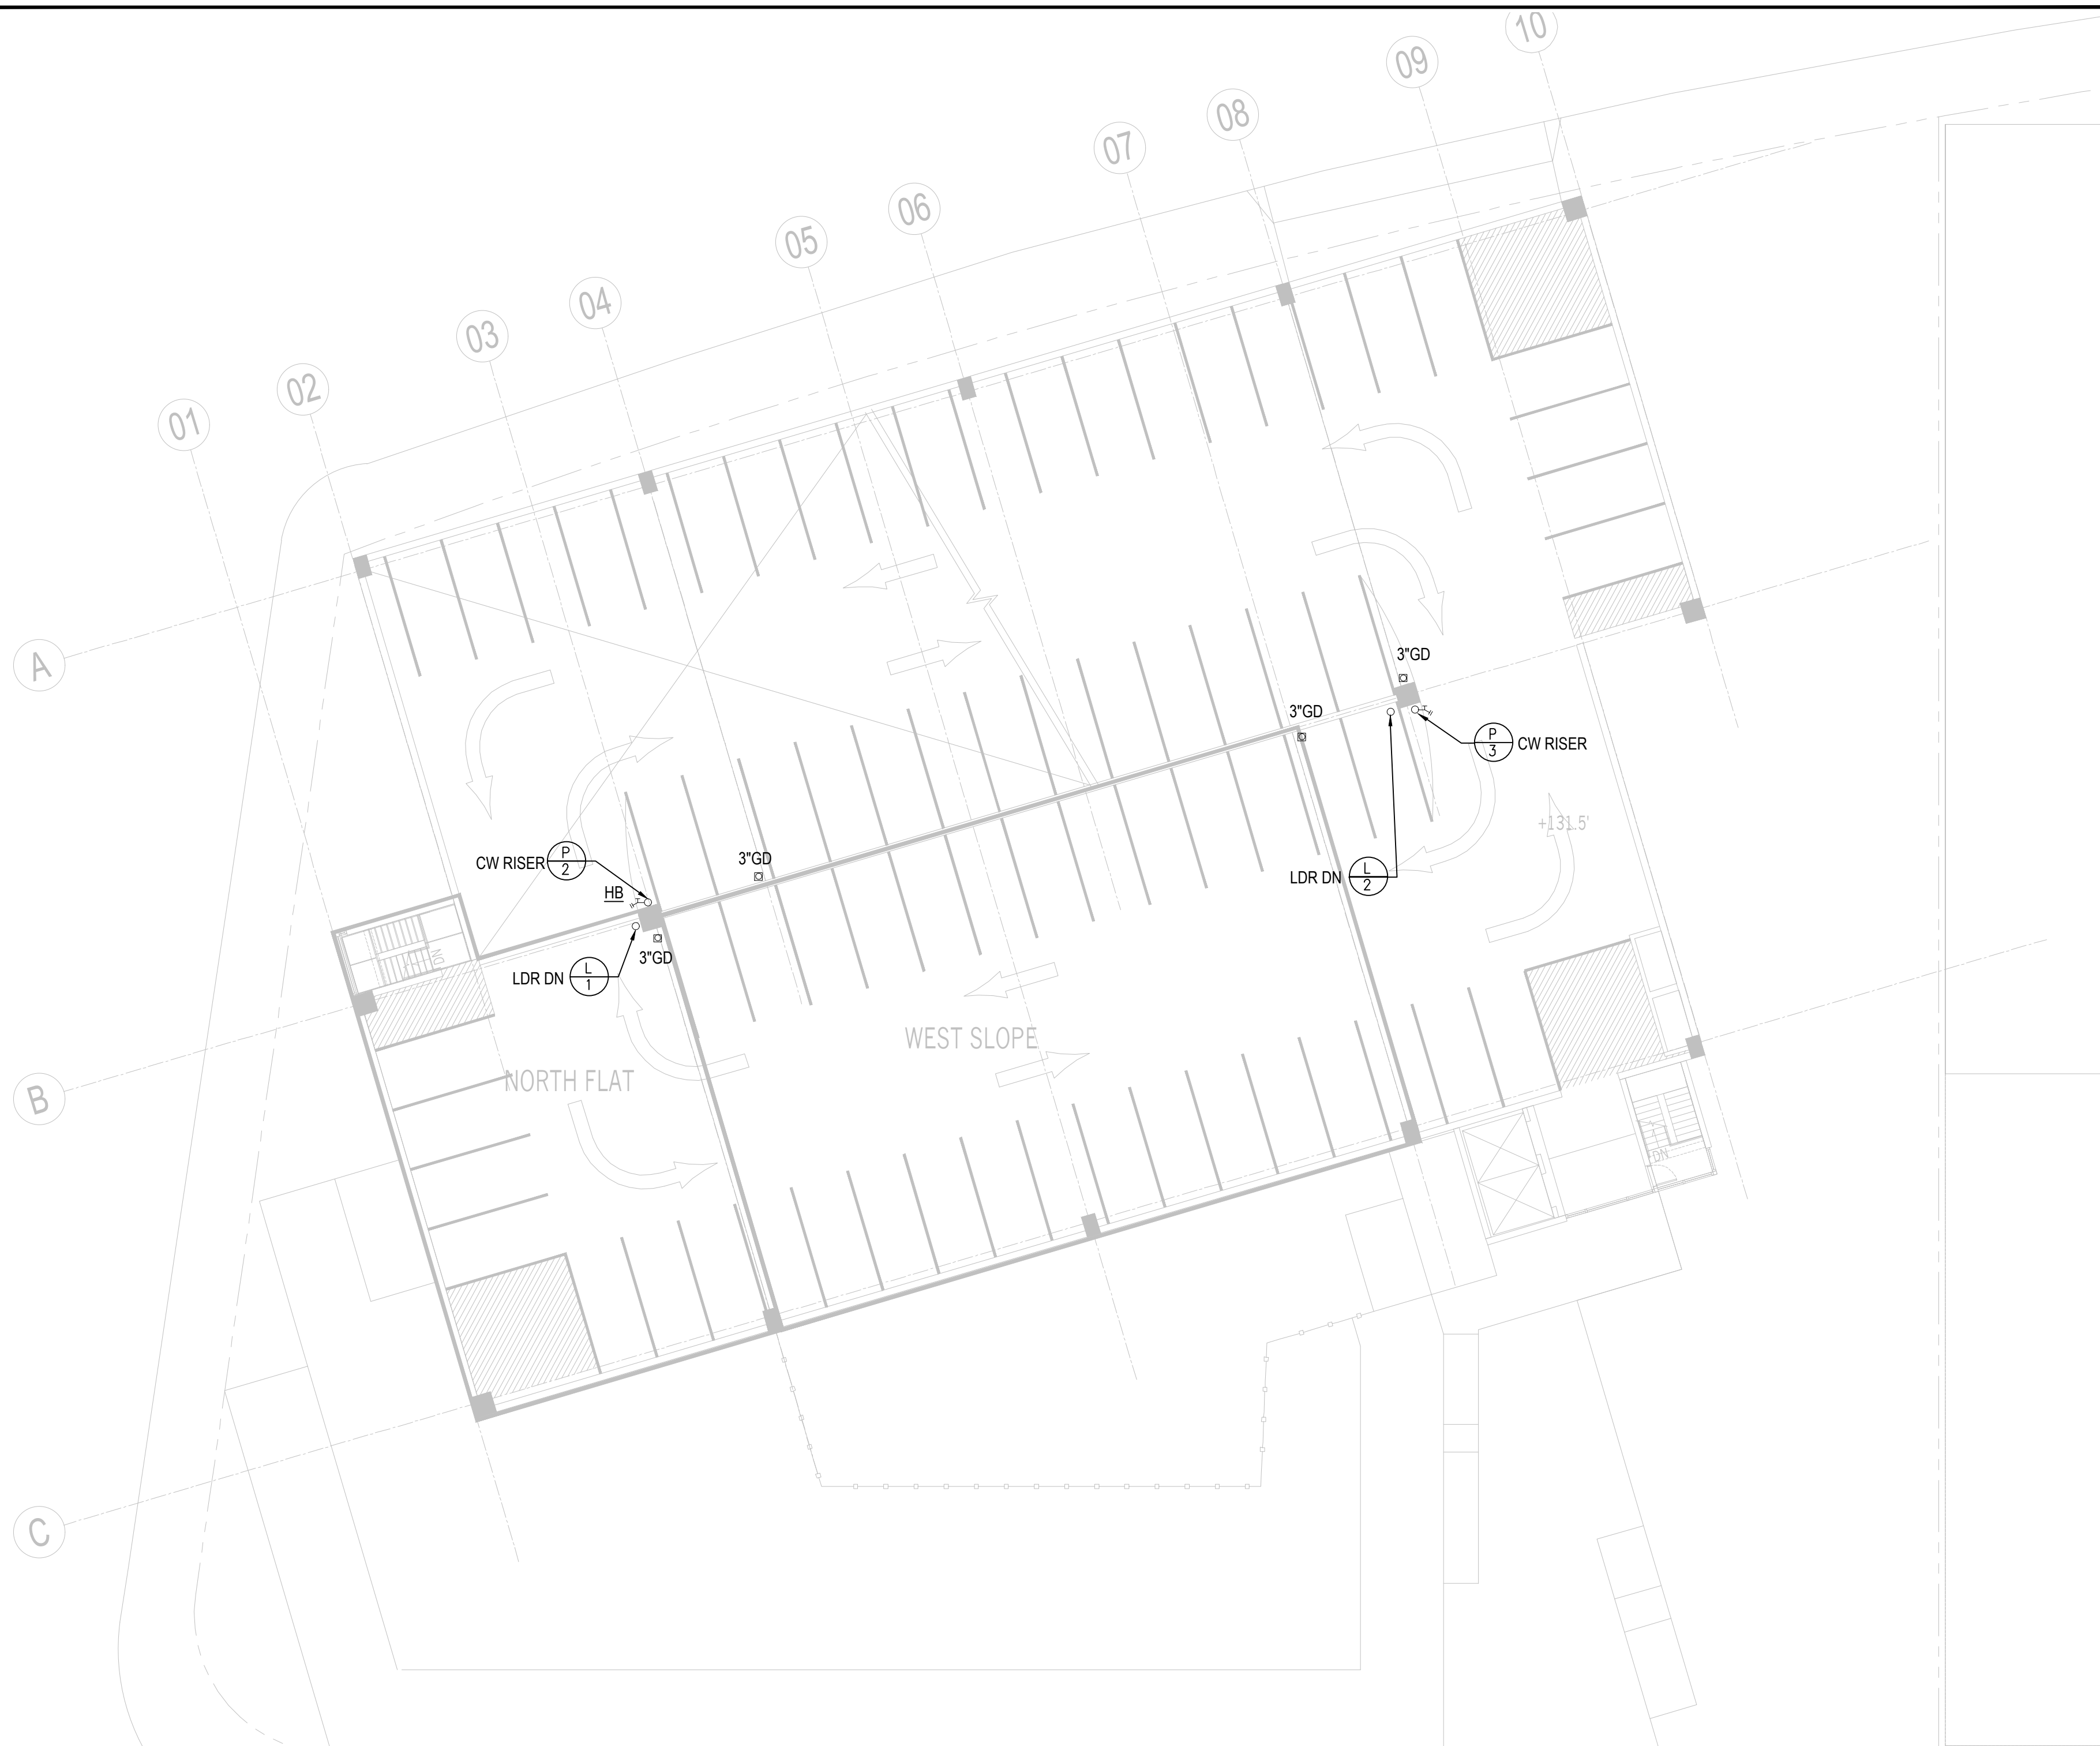 10
09
08
07
06
05
04
03
02
01
A
3"GD
3"GD
P
3
CW RISER
+131.5'
3"GD
CW RISER
P
2
HB
LDR DN
L
2
3"GD
LDR DN
L
1
DN
WEST SLOPE
NORTH FLAT
B
DN
C